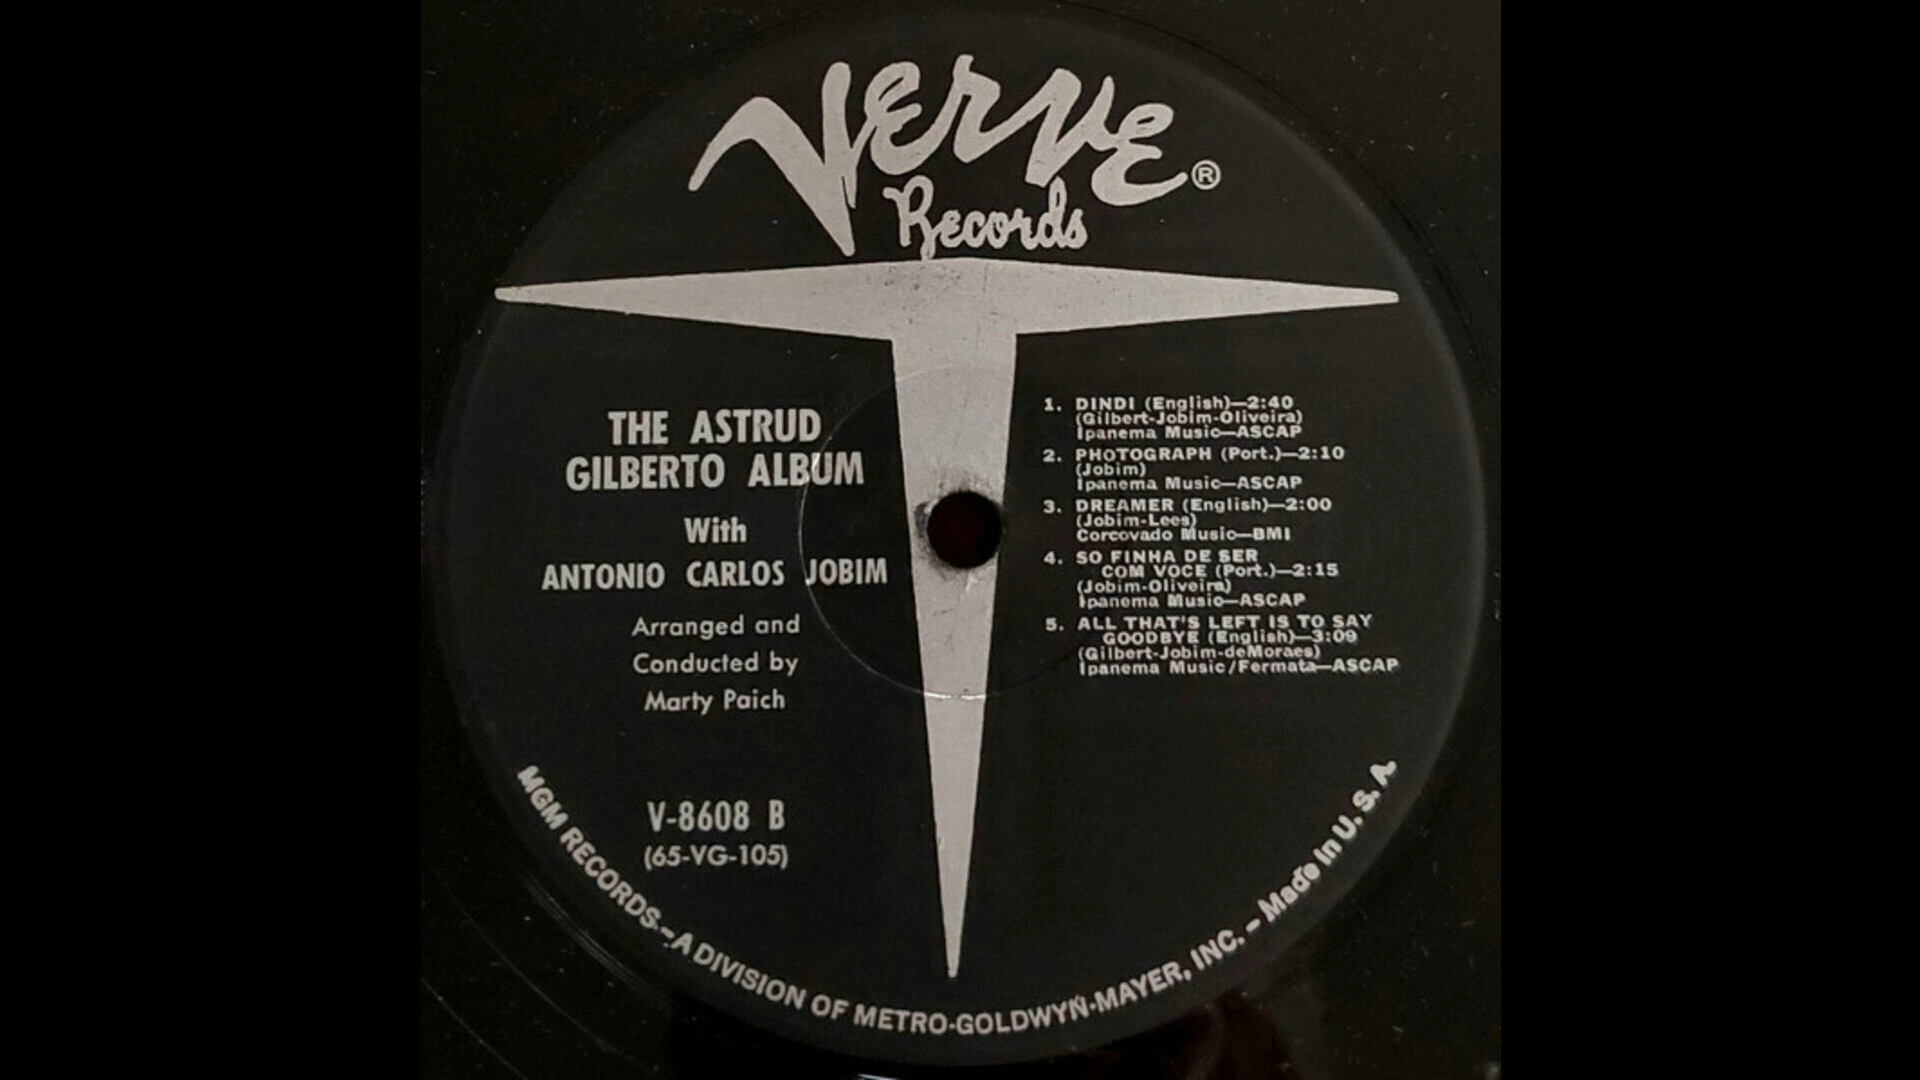 Verve®
Records
THE ASTRUD
GILBERTO ALBUM
With
ANTONIO CARLOS JOBIM
Arranged and
Conducted by
Marty Paich
V-8608 B
(65-VG-105)
1. DINDI (English)—2:40
(Gilbert-Jobim-Oliveira)
Ipanema Music—ASCAP
2. PHOTOGRAPH (Port.)—2:10
(Jobim)
Ipanema Music—ASCAP
3. DREAMER (English)—2:00
(Jobim-Lees)
Corcovado Music—BMI
4. SO FINHA DE SER
COM VOCE (Port.)—2:15
(Jobim-Oliveira)
Ipanema Music—ASCAP
5. ALL THAT'S LEFT IS TO SAY
GOODBYE (English)—3:09
(Gilbert-Jobim-deMoraes)
Ipanema Music/Fermata—ASCAP
MGM RECORDS—A DIVISION OF METRO-GOLDWYN-MAYER, INC. – Made in U. S. A.